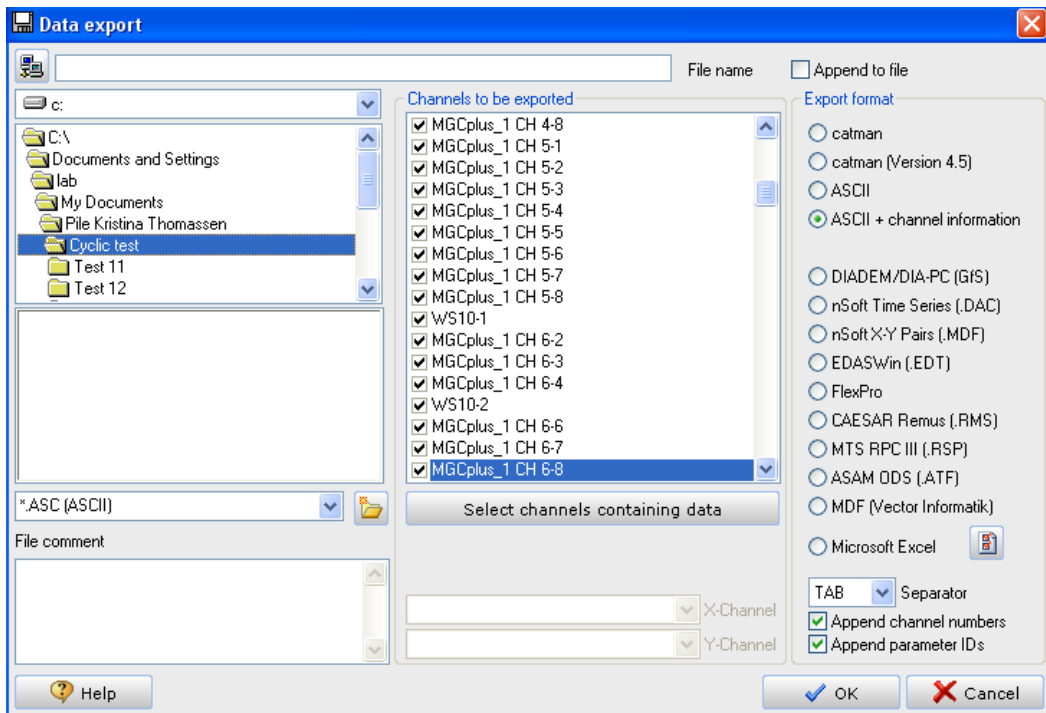 Data export
File name
Append to file
c:
C:\
Documents and Settings
lab
My Documents
Pile Kristina Thomassen
Cyclic test
Test 11
Test 12
*.ASC (ASCII)
File comment
Channels to be exported
MGCplus_1 CH 4-8
MGCplus_1 CH 5-1
MGCplus_1 CH 5-2
MGCplus_1 CH 5-3
MGCplus_1 CH 5-4
MGCplus_1 CH 5-5
MGCplus_1 CH 5-6
MGCplus_1 CH 5-7
MGCplus_1 CH 5-8
WS10-1
MGCplus_1 CH 6-2
MGCplus_1 CH 6-3
MGCplus_1 CH 6-4
WS10-2
MGCplus_1 CH 6-6
MGCplus_1 CH 6-7
MGCplus_1 CH 6-8
Select channels containing data
X-Channel
Y-Channel
Export format
catman
catman (Version 4.5)
ASCII
ASCII + channel information
DIADEM/DIA-PC (GfS)
nSoft Time Series (.DAC)
nSoft X-Y Pairs (.MDF)
EDASWin (.EDT)
FlexPro
CAESAR Remus (.RMS)
MTS RPC III (.RSP)
ASAM ODS (.ATF)
MDF (Vector Informatik)
Microsoft Excel
TAB Separator
Append channel numbers
Append parameter IDs
Help
OK
Cancel